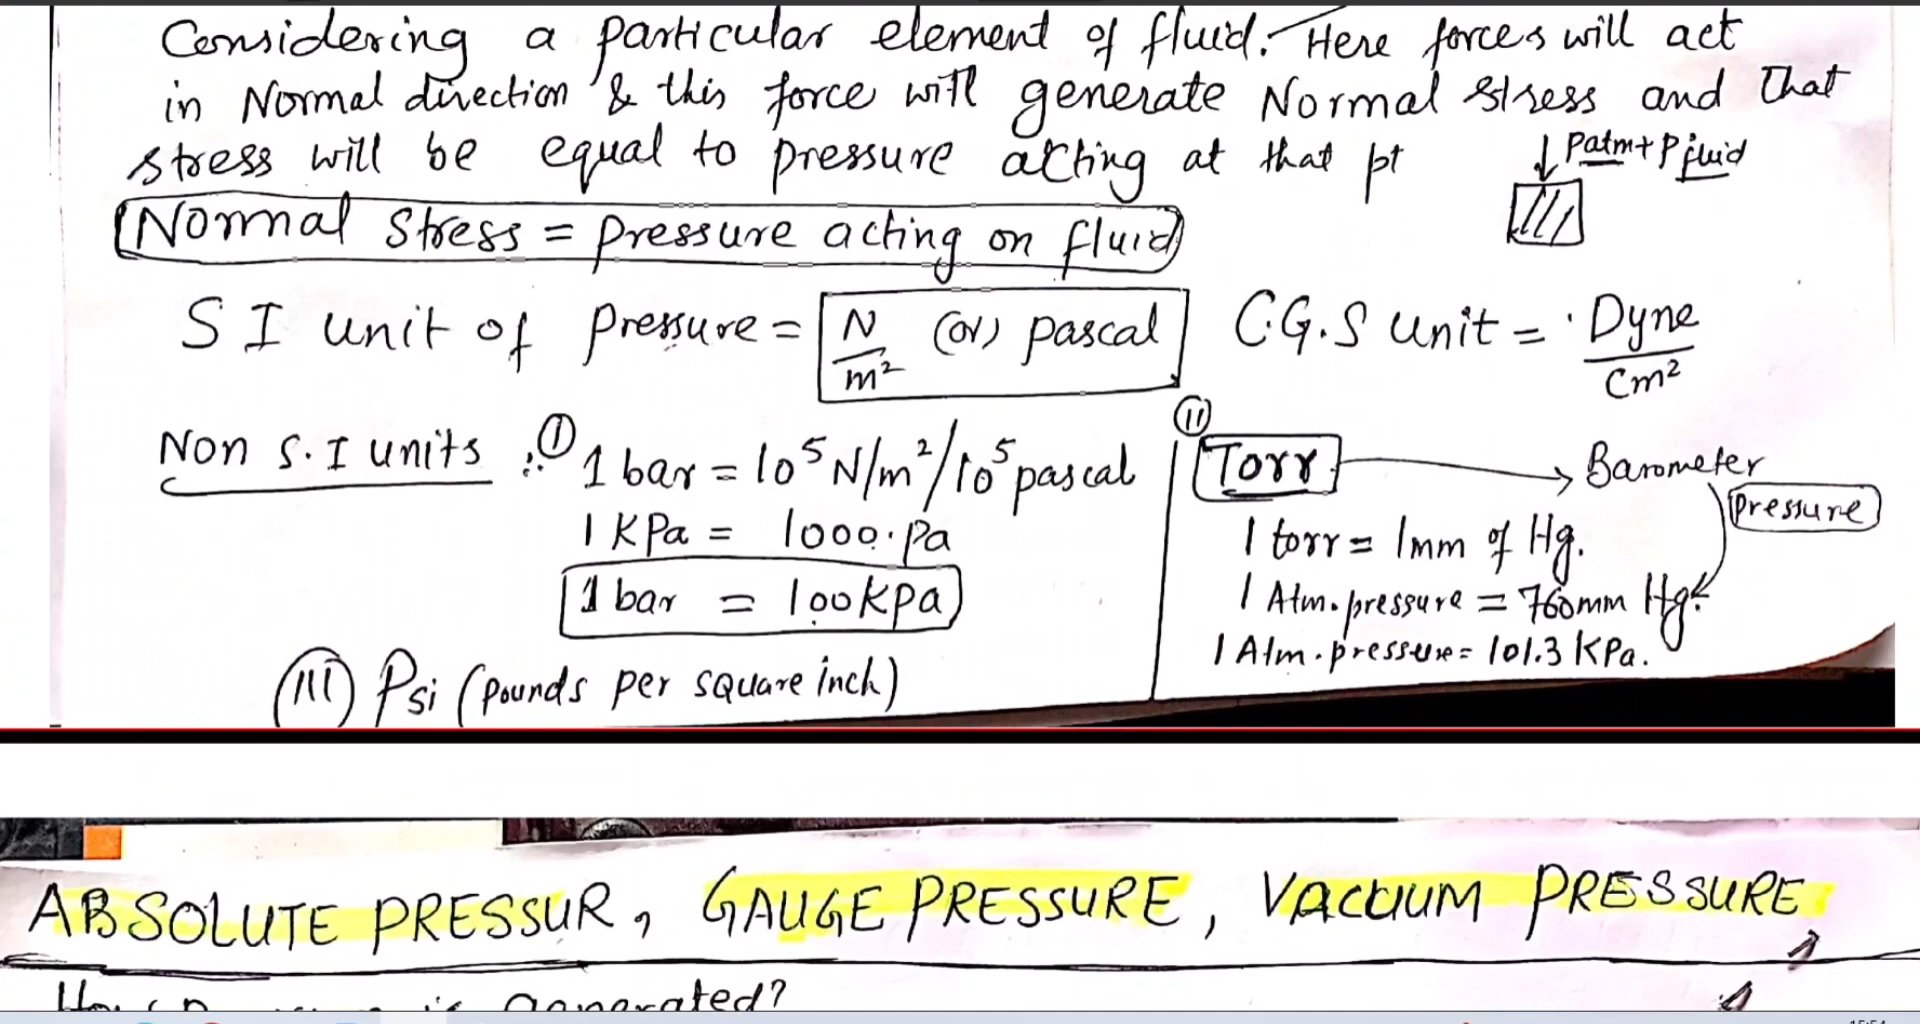 Considering a particular element of fluid. Here forces will act
in Normal direction & this force will generate Normal stress and that
stress will be equal to pressure acting at that pt
↓ Patm + P fluid
Normal Stress = pressure acting on fluid
S I unit of pressure = N/m² (or) pascal C.G.S unit = Dyne/cm²
Non S.I units :. ① 1 bar = 10⁵ N/m²/10⁵ pascal
1 KPa = 1000.Pa
1 bar = 100KPa
(II) Torr → Barometer
pressure
1 torr = 1mm of Hg.
1 Atm. pressure = 760mm Hg.
1 Atm. pressure = 101.3 KPa.
(III) Psi (pounds per square inch)
ABSOLUTE PRESSUR, GAUGE PRESSURE, VACUUM PRESSURE
generated?